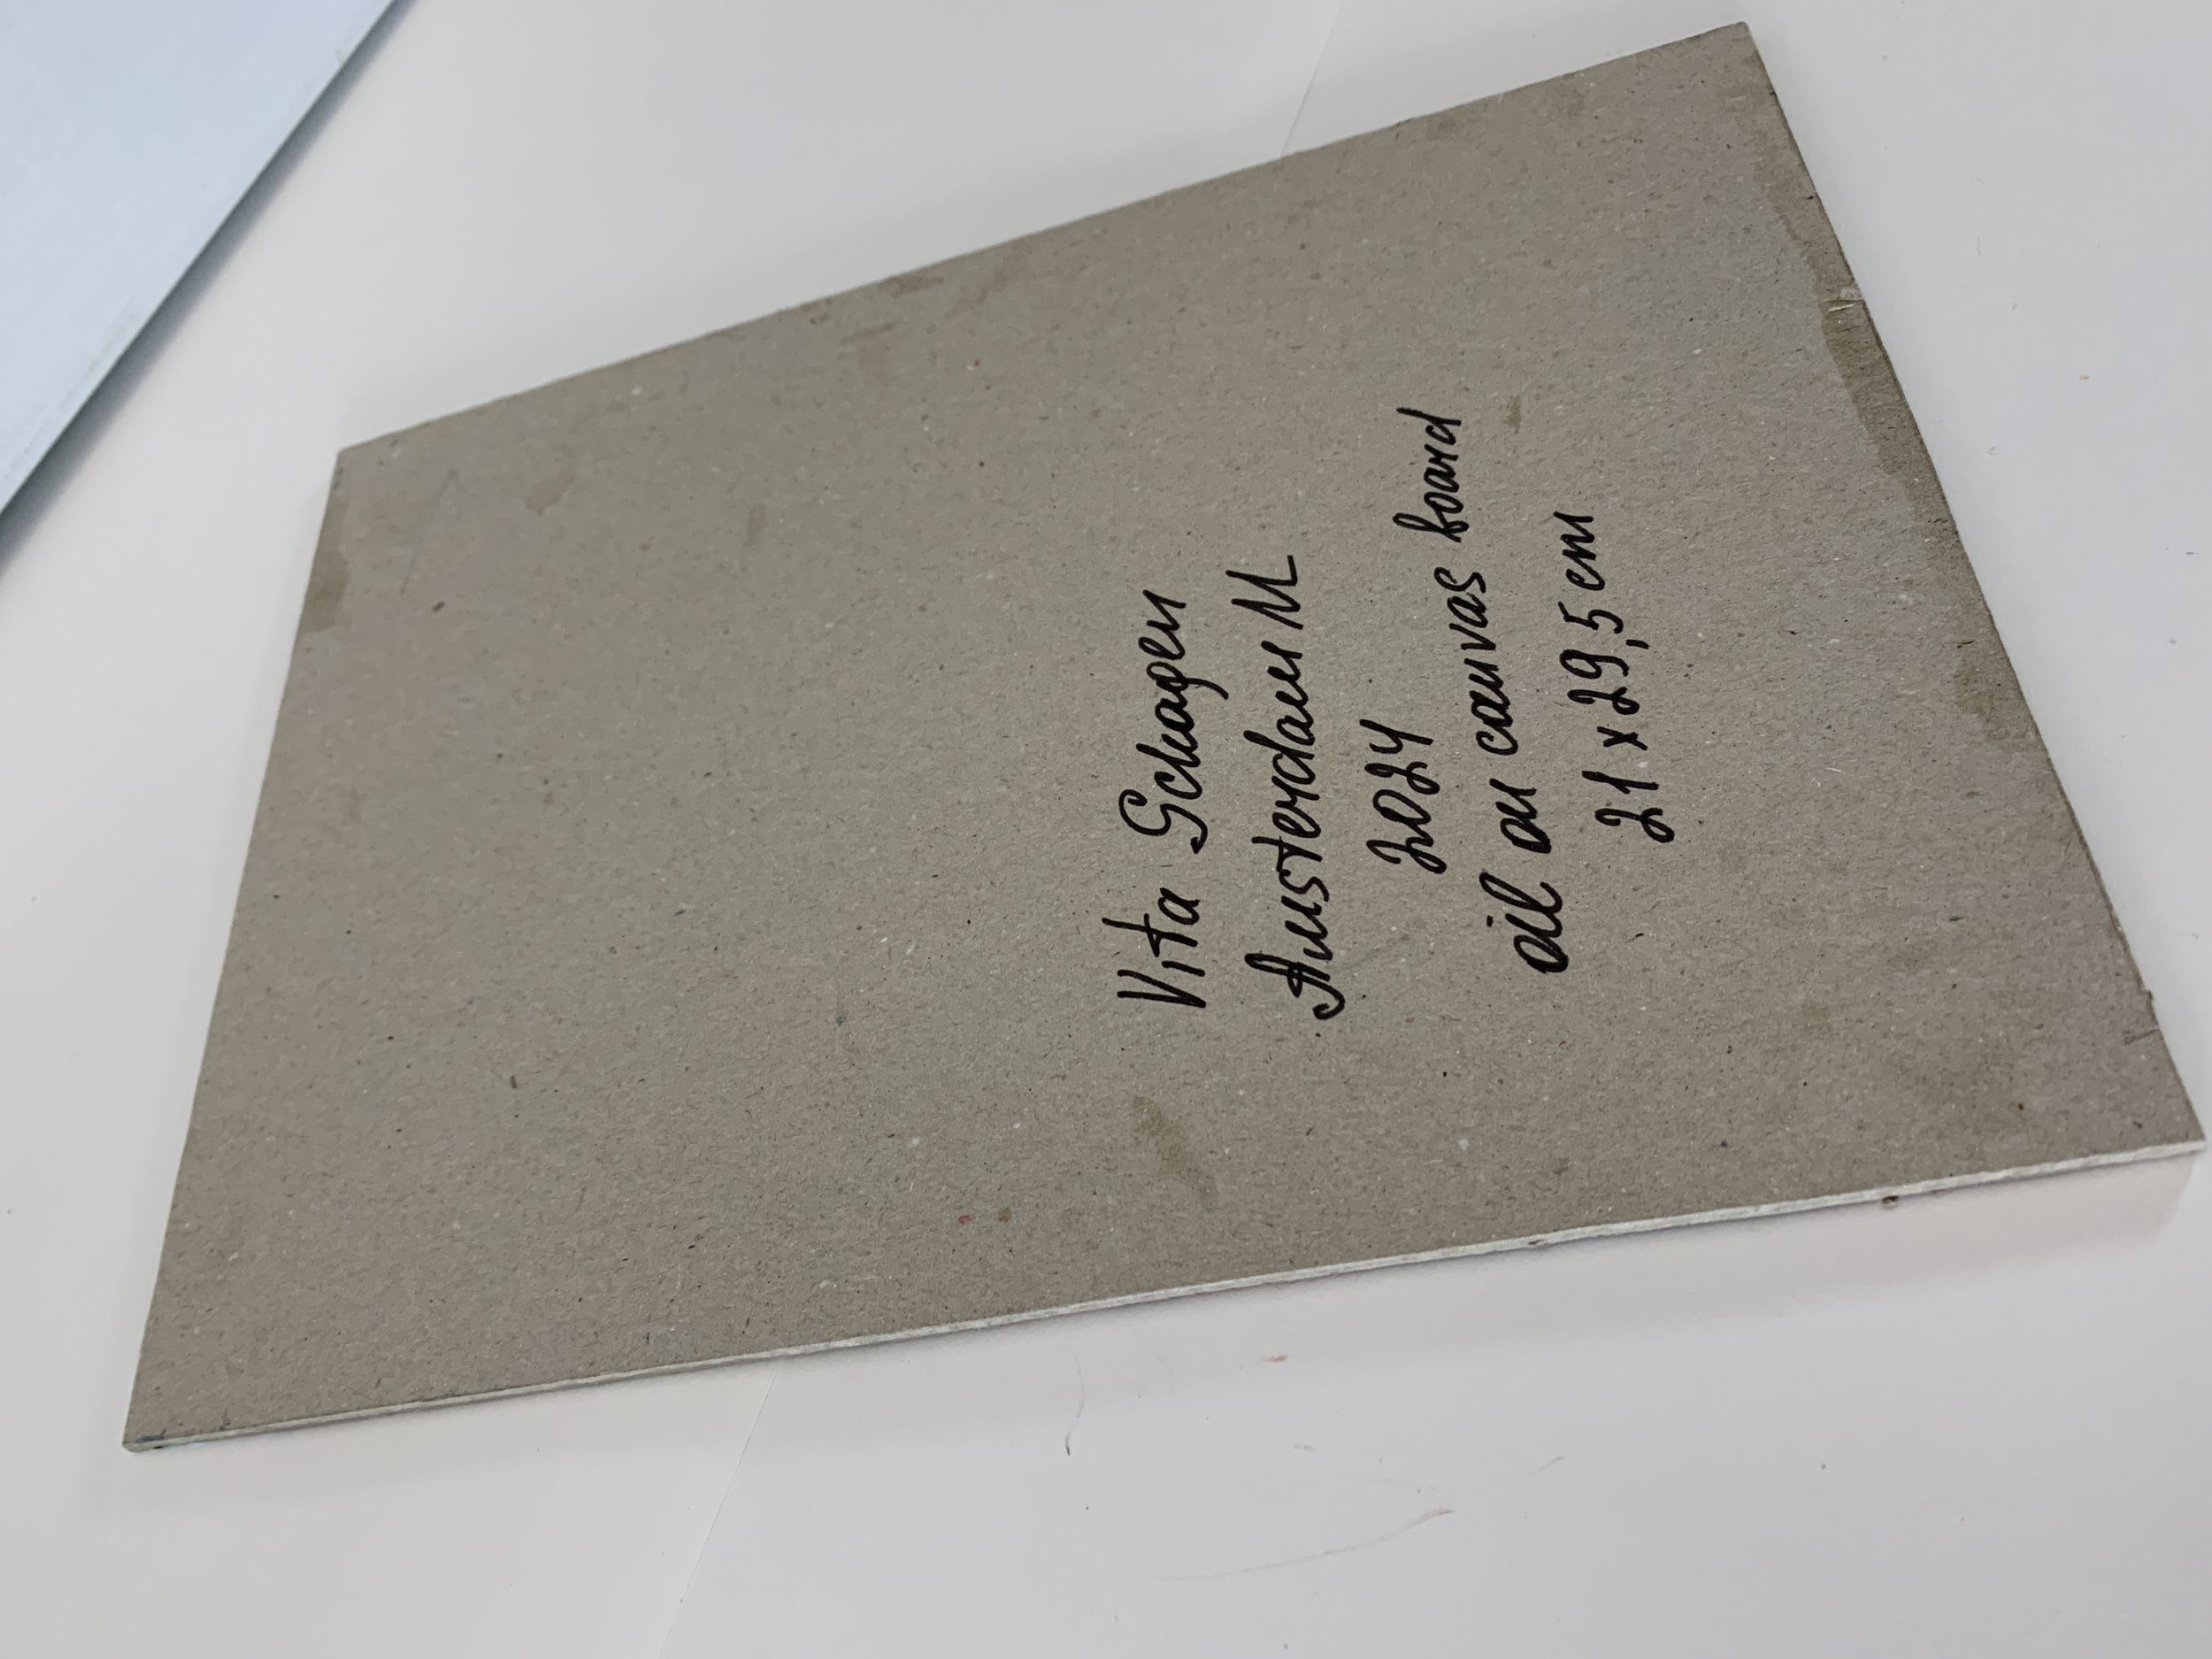 Vita Schagen
Amsterdam M
2024
oil on canvas board
21 x 29,5 cm